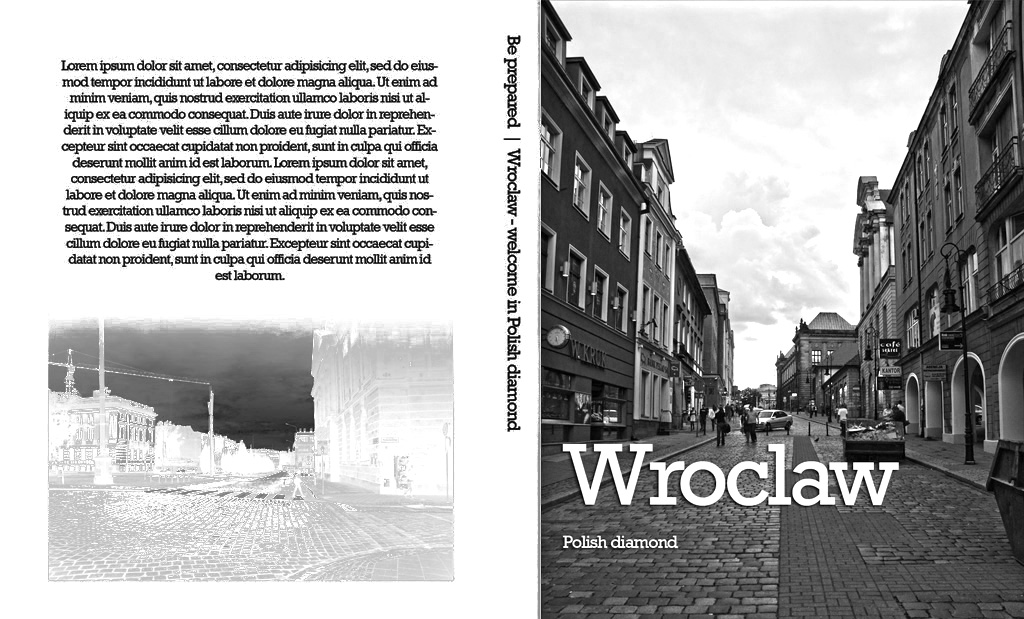 Lorem ipsum dolor sit amet, consectetur adipisicing elit, sed do eius-
mod tempor incididunt ut labore et dolore magna aliqua. Ut enim ad
minim veniam, quis nostrud exercitation ullamco laboris nisi ut al-
iquip ex ea commodo consequat. Duis aute irure dolor in reprehen-
derit in voluptate velit esse cillum dolore eu fugiat nulla pariatur. Ex-
cepteur sint occaecat cupidatat non proident, sunt in culpa qui officia
deserunt mollit anim id est laborum. Lorem ipsum dolor sit amet,
consectetur adipisicing elit, sed do eiusmod tempor incididunt ut
labore et dolore magna aliqua. Ut enim ad minim veniam, quis nos-
trud exercitation ullamco laboris nisi ut aliquip ex ea commodo con-
sequat. Duis aute irure dolor in reprehenderit in voluptate velit esse
cillum dolore eu fugiat nulla pariatur. Excepteur sint occaecat cupi-
datat non proident, sunt in culpa qui officia deserunt mollit anim id
est laborum.
Be prepared | Wroclaw - welcome in Polish diamond
W.KRUK
café
KANTOR
Wroclaw
Polish diamond